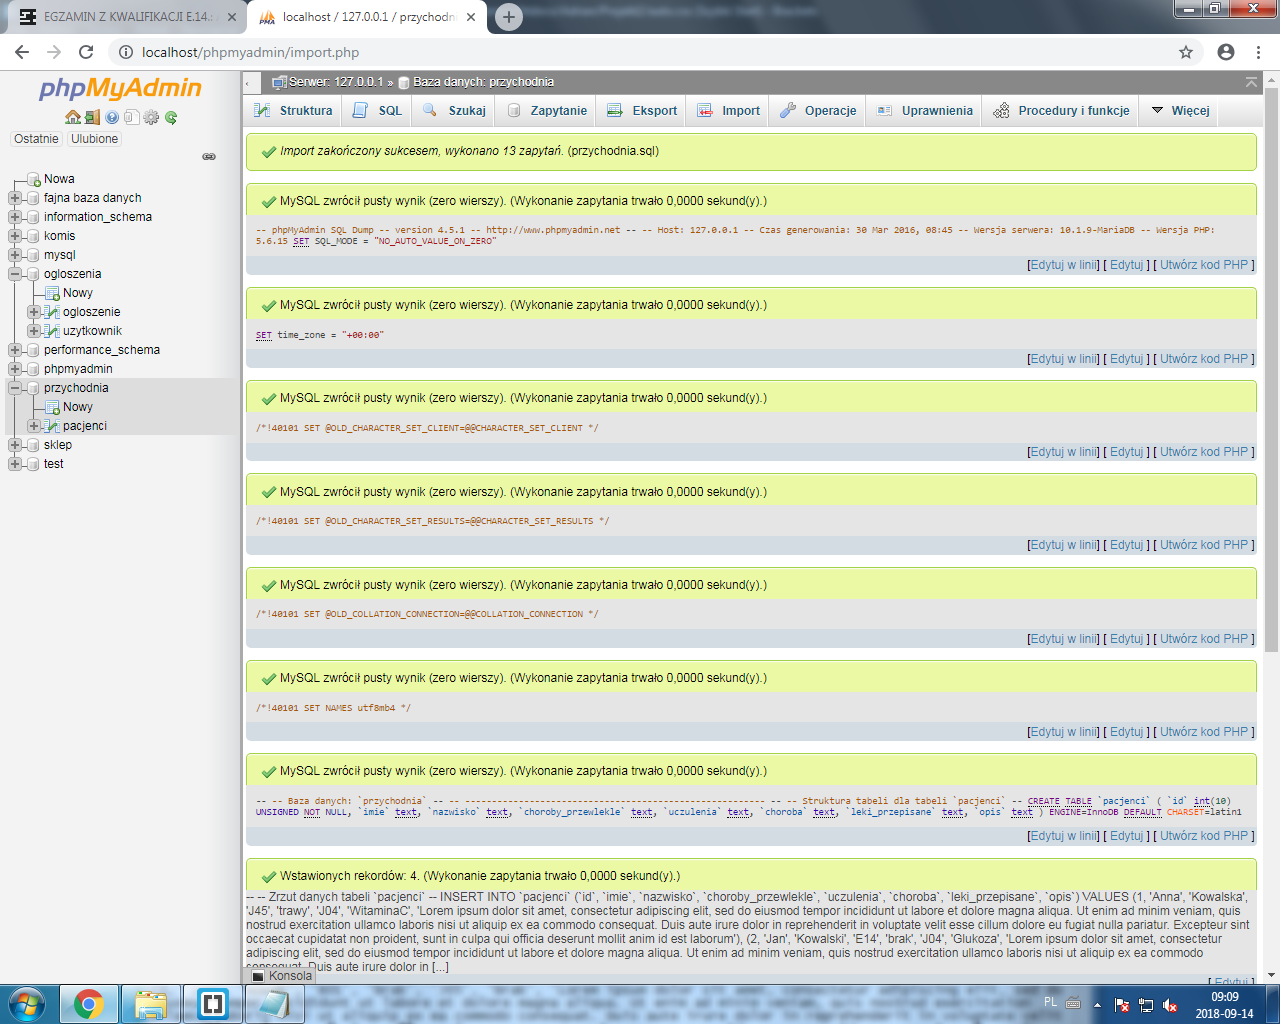 EGZAMIN Z KWALIFIKACJI E.14
localhost / 127.0.0.1 / przychodni
localhost/phpmyadmin/import.php
phpMyAdmin
Ostatnie Ulubione
Nowa
fajna baza danych
information_schema
komis
mysql
ogloszenia
Nowy
ogloszenie
uzytkownik
performance_schema
phpmyadmin
przychodnia
Nowy
pacjenci
sklep
test
Serwer: 127.0.0.1 » Baza danych: przychodnia
Struktura SQL Szukaj Zapytanie Eksport Import Operacje Uprawnienia Procedury i funkcje Więcej
Import zakończony sukcesem, wykonano 13 zapytań. (przychodnia.sql)
MySQL zwrócił pusty wynik (zero wierszy). (Wykonanie zapytania trwało 0,0000 sekund(y).)
-- phpMyAdmin SQL Dump -- version 4.5.1 -- http://www.phpmyadmin.net -- -- Host: 127.0.0.1 -- Czas generowania: 30 Mar 2016, 08:45 -- Wersja serwera: 10.1.9-MariaDB -- Wersja PHP:
5.6.15 SET SQL_MODE = "NO_AUTO_VALUE_ON_ZERO"
[Edytuj w linii] [ Edytuj ] [ Utwórz kod PHP ]
MySQL zwrócił pusty wynik (zero wierszy). (Wykonanie zapytania trwało 0,0000 sekund(y).)
SET time_zone = "+00:00"
[Edytuj w linii] [ Edytuj ] [ Utwórz kod PHP ]
MySQL zwrócił pusty wynik (zero wierszy). (Wykonanie zapytania trwało 0,0000 sekund(y).)
/*!40101 SET @OLD_CHARACTER_SET_CLIENT=@@CHARACTER_SET_CLIENT */
[Edytuj w linii] [ Edytuj ] [ Utwórz kod PHP ]
MySQL zwrócił pusty wynik (zero wierszy). (Wykonanie zapytania trwało 0,0000 sekund(y).)
/*!40101 SET @OLD_CHARACTER_SET_RESULTS=@@CHARACTER_SET_RESULTS */
[Edytuj w linii] [ Edytuj ] [ Utwórz kod PHP ]
MySQL zwrócił pusty wynik (zero wierszy). (Wykonanie zapytania trwało 0,0000 sekund(y).)
/*!40101 SET @OLD_COLLATION_CONNECTION=@@COLLATION_CONNECTION */
[Edytuj w linii] [ Edytuj ] [ Utwórz kod PHP ]
MySQL zwrócił pusty wynik (zero wierszy). (Wykonanie zapytania trwało 0,0000 sekund(y).)
/*!40101 SET NAMES utf8mb4 */
[Edytuj w linii] [ Edytuj ] [ Utwórz kod PHP ]
MySQL zwrócił pusty wynik (zero wierszy). (Wykonanie zapytania trwało 0,0000 sekund(y).)
-- -- Baza danych: `przychodnia` -- -- -------------------------------------------------------- -- -- Struktura tabeli dla tabeli `pacjenci` -- CREATE TABLE `pacjenci` ( `id` int(10)
UNSIGNED NOT NULL, `imie` text, `nazwisko` text, `choroby_przewlekle` text, `uczulenia` text, `choroba` text, `leki_przepisane` text, `opis` text ) ENGINE=InnoDB DEFAULT CHARSET=latin1
[Edytuj w linii] [ Edytuj ] [ Utwórz kod PHP ]
Wstawionych rekordów: 4. (Wykonanie zapytania trwało 0,0000 sekund(y).)
-- -- Zrzut danych tabeli `pacjenci` -- INSERT INTO `pacjenci` (`id`, `imie`, `nazwisko`, `choroby_przewlekle`, `uczulenia`, `choroba`, `leki_przepisane`, `opis`) VALUES (1, 'Anna', 'Kowalska'
'J45', 'trawy', 'J04', 'WitaminaC', 'Lorem ipsum dolor sit amet, consectetur adipiscing elit, sed do eiusmod tempor incididunt ut labore et dolore magna aliqua. Ut enim ad minim veniam, quis
nostrud exercitation ullamco laboris nisi ut aliquip ex ea commodo consequat. Duis aute irure dolor in reprehenderit in voluptate velit esse cillum dolore eu fugiat nulla pariatur. Excepteur sint
occaecat cupidatat non proident, sunt in culpa qui officia deserunt mollit anim id est laborum'), (2, 'Jan', 'Kowalski', 'E14', 'brak', 'J04', 'Glukoza', 'Lorem ipsum dolor sit amet, consectetur
adipiscing elit, sed do eiusmod tempor incididunt ut labore et dolore magna aliqua. Ut enim ad minim veniam, quis nostrud exercitation ullamco laboris nisi ut aliquip ex ea commodo
consequat. Duis aute irure dolor in [...]
[ Edytuj ]
Konsola
PL
09:09
2018-09-14